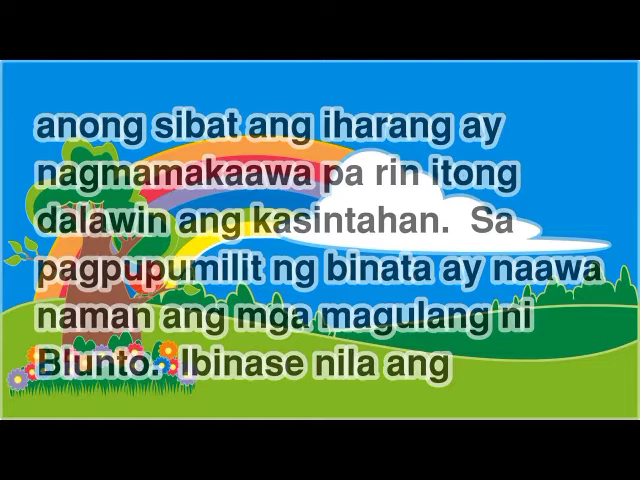 anong sibat ang iharang ay
nagmamakaawa pa rin itong
dalawin ang kasintahan. Sa
pagpupumilit ng binata ay naawa
naman ang mga magulang ni
Blunto. Ibinase nila ang